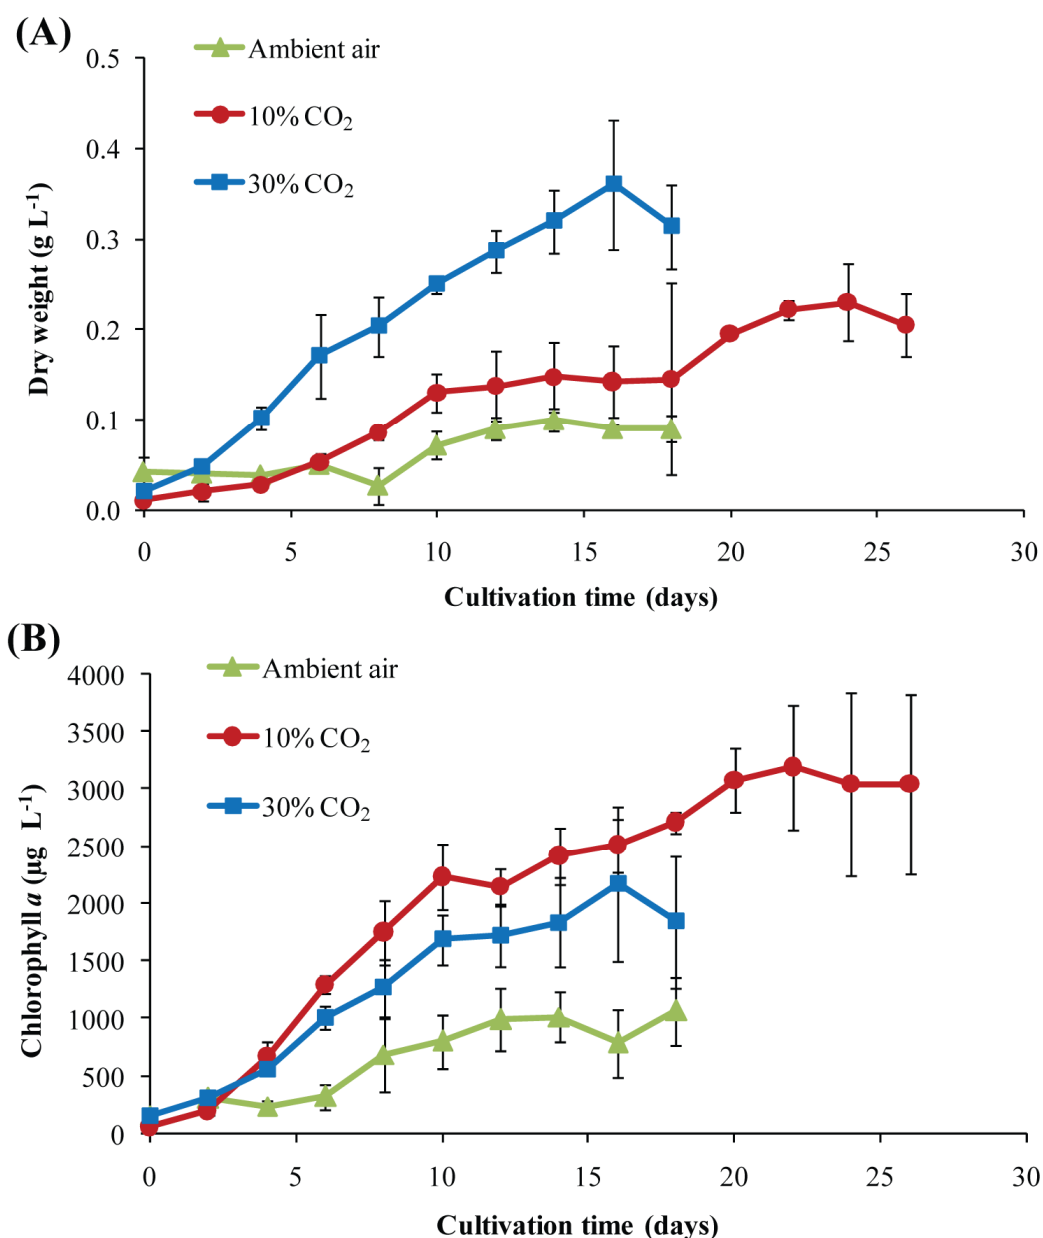 (A)
Ambient air
10% CO₂
30% CO₂
0.5
0.4
0.3
0.2
0.1
0.0
Dry weight (g L⁻¹)
0 5 10 15 20 25 30
Cultivation time (days)
(B)
Ambient air
10% CO₂
30% CO₂
4000
3500
3000
2500
2000
1500
1000
500
0
Chlorophyll a (µg L⁻¹)
0 5 10 15 20 25 30
Cultivation time (days)